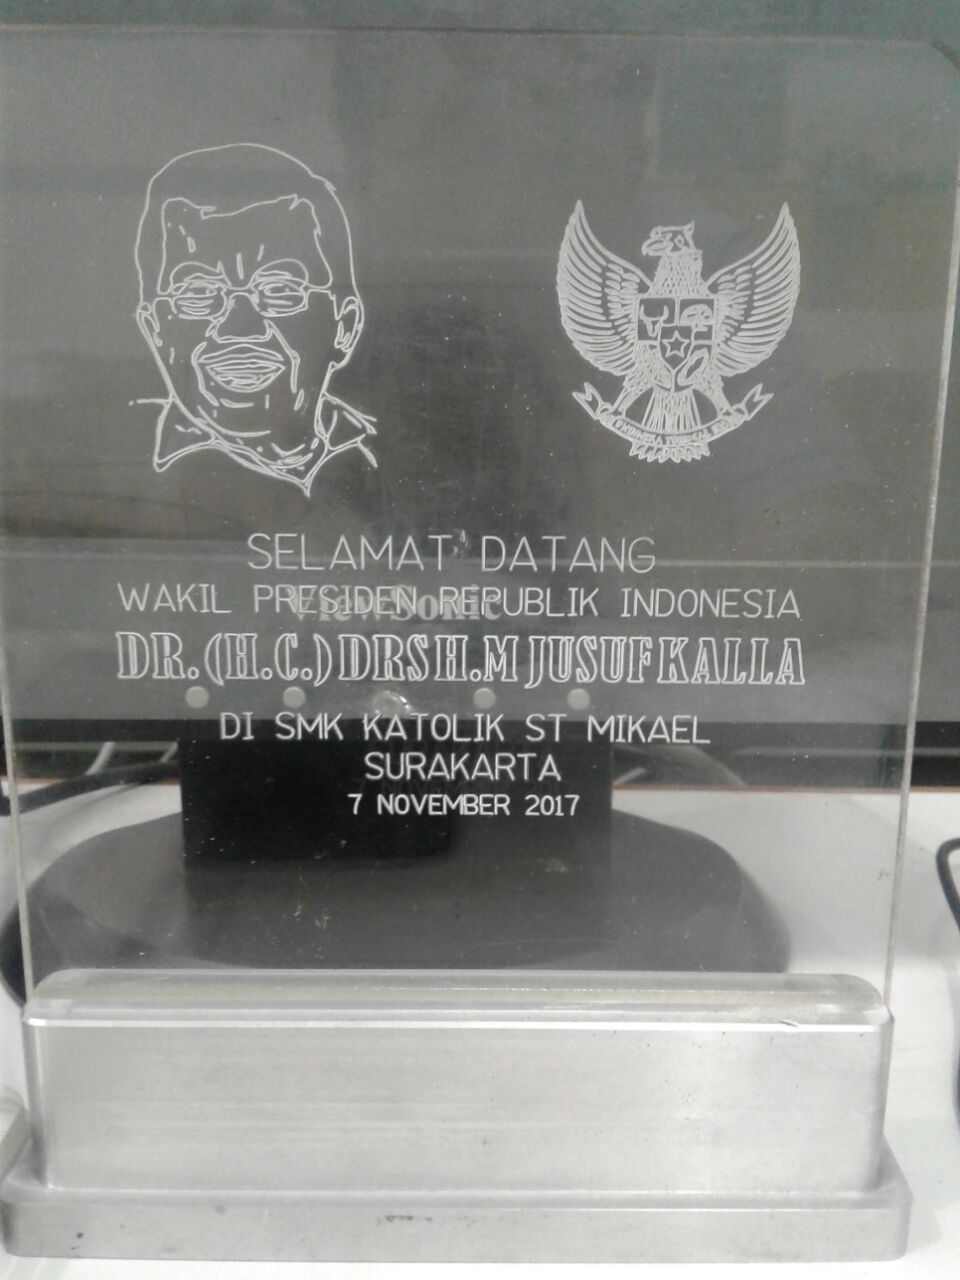 SELAMAT DATANG
WAKIL PRESIDEN REPUBLIK INDONESIA
DR.(H.C.) DRS H.M JUSUF KALLA
DI SMK KATOLIK ST MIKAEL
SURAKARTA
7 NOVEMBER 2017
ViewSonic